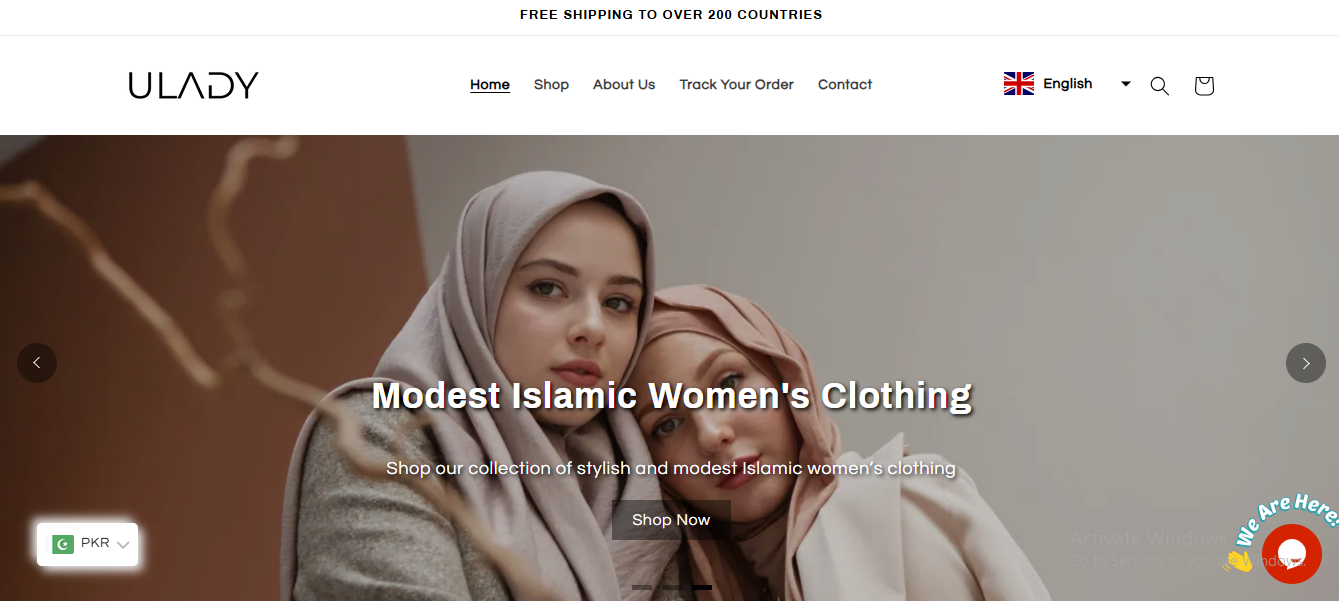 FREE SHIPPING TO OVER 200 COUNTRIES
ULADY
Home Shop About Us Track Your Order Contact
English
Modest Islamic Women's Clothing
Shop our collection of stylish and modest Islamic women's clothing
Shop Now
PKR
We Are Here!
Activate Windows
Go to Settings to activate Windows.